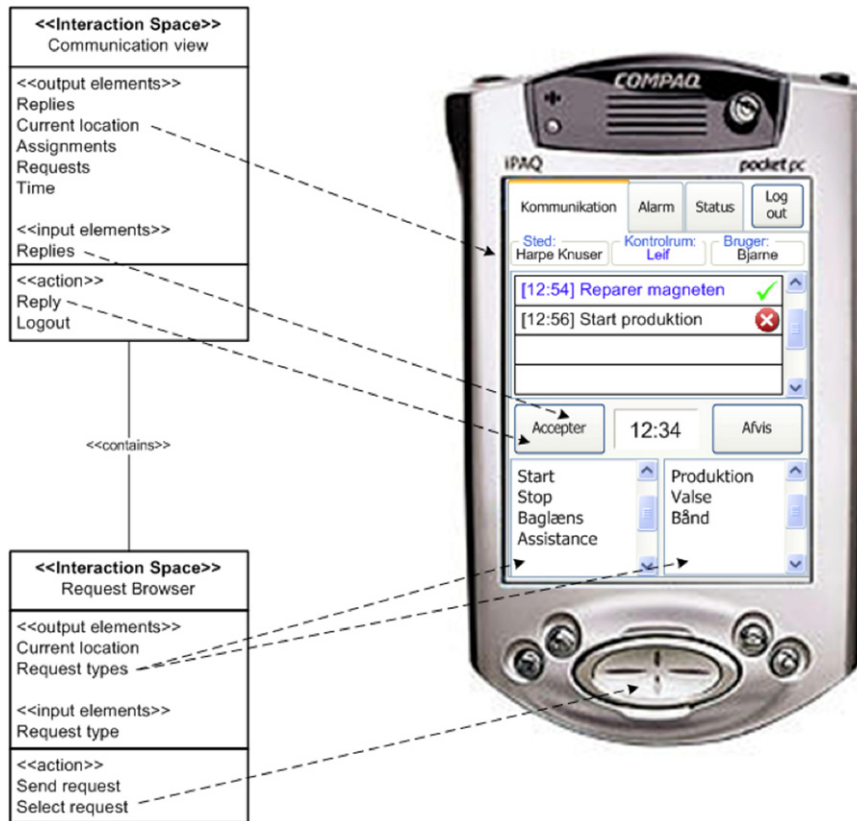 <<Interaction Space>>
Communication view
<<output elements>>
Replies
Current location
Assignments
Requests
Time
<<input elements>>
Replies
<<action>>
Reply
Logout
<<contains>>
<<Interaction Space>>
Request Browser
<<output elements>>
Current location
Request types
<<input elements>>
Request type
<<action>>
Send request
Select request
COMPAQ
iPAQ pocket pc
Kommunikation Alarm Status Log out
Sted: Kontrolrum: Bruger:
Harpe Knuser Leif Bjarne
[12:54] Reparer magneten
[12:56] Start produktion
Accepter 12:34 Afvis
Start
Stop
Baglæns
Assistance
Produktion
Valse
Bånd